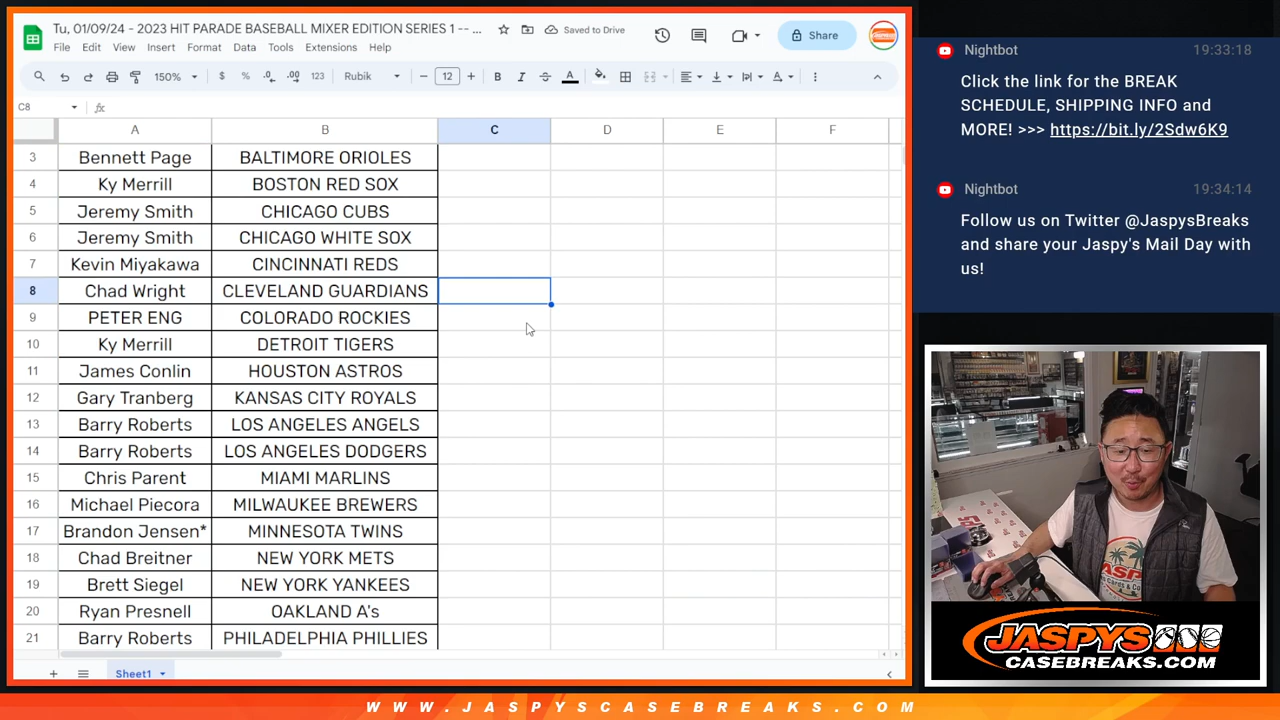 Tu, 01/09/24 - 2023 HIT PARADE BASEBALL MIXER EDITION SERIES 1 -- ...
Saved to Drive
Share
File Edit View Insert Format Data Tools Extensions Help
150% $ % .0 .00 123 Rubik 12 B I A
C8 fx
A B C D E F
3 Bennett Page BALTIMORE ORIOLES
4 Ky Merrill BOSTON RED SOX
5 Jeremy Smith CHICAGO CUBS
6 Jeremy Smith CHICAGO WHITE SOX
7 Kevin Miyakawa CINCINNATI REDS
8 Chad Wright CLEVELAND GUARDIANS
9 PETER ENG COLORADO ROCKIES
10 Ky Merrill DETROIT TIGERS
11 James Conlin HOUSTON ASTROS
12 Gary Tranberg KANSAS CITY ROYALS
13 Barry Roberts LOS ANGELES ANGELS
14 Barry Roberts LOS ANGELES DODGERS
15 Chris Parent MIAMI MARLINS
16 Michael Piecora MILWAUKEE BREWERS
17 Brandon Jensen* MINNESOTA TWINS
18 Chad Breitner NEW YORK METS
19 Brett Siegel NEW YORK YANKEES
20 Ryan Presnell OAKLAND A's
21 Barry Roberts PHILADELPHIA PHILLIES
Sheet1
Nightbot 19:33:18
Click the link for the BREAK
SCHEDULE, SHIPPING INFO and
MORE! >>> https://bit.ly/2Sdw6K9
Nightbot 19:34:14
Follow us on Twitter @JaspysBreaks
and share your Jaspy's Mail Day with
us!
JASPYS
CASEBREAKS.COM
WWW.JASPYSCASEBREAKS.COM